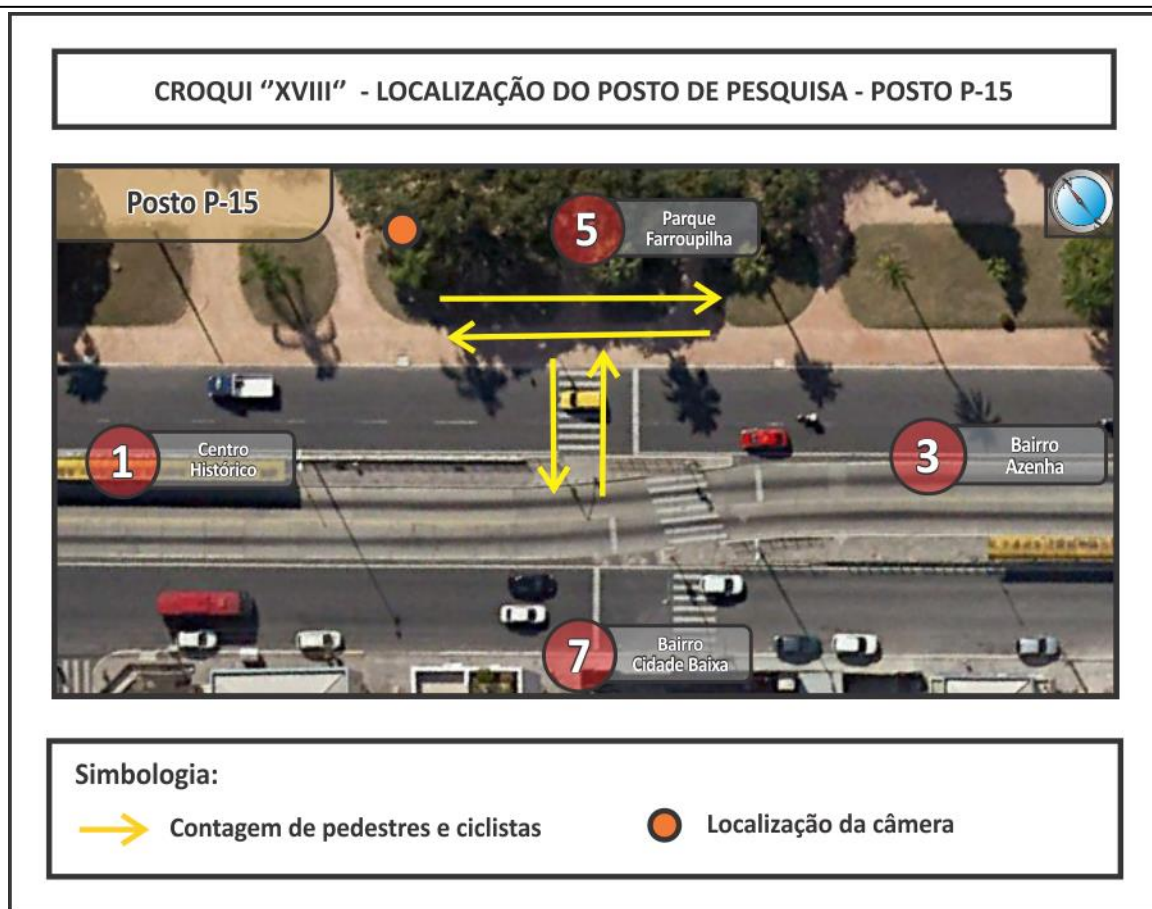 CROQUI ‘’XVIII‘’ - LOCALIZAÇÃO DO POSTO DE PESQUISA - POSTO P-15
Posto P-15
5
Parque
Farroupilha
1
Centro
Histórico
3
Bairro
Azenha
7
Bairro
Cidade Baixa
Simbologia:
Contagem de pedestres e ciclistas
Localização da câmera